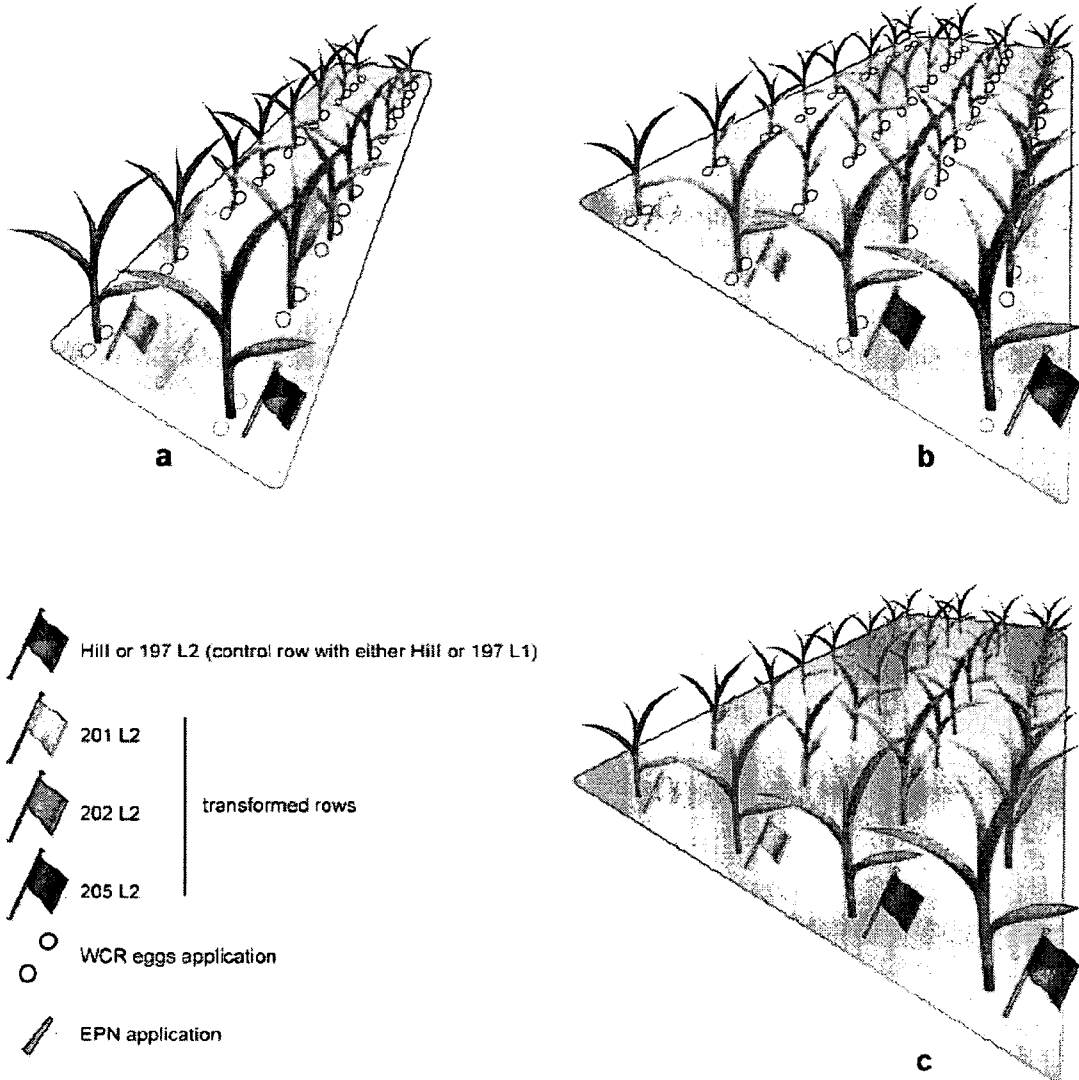 a
b
Hill or 197 L2 (control row with either Hill or 197 L1)
201 L2
202 L2
transformed rows
205 L2
WCR eggs application
EPN application
c